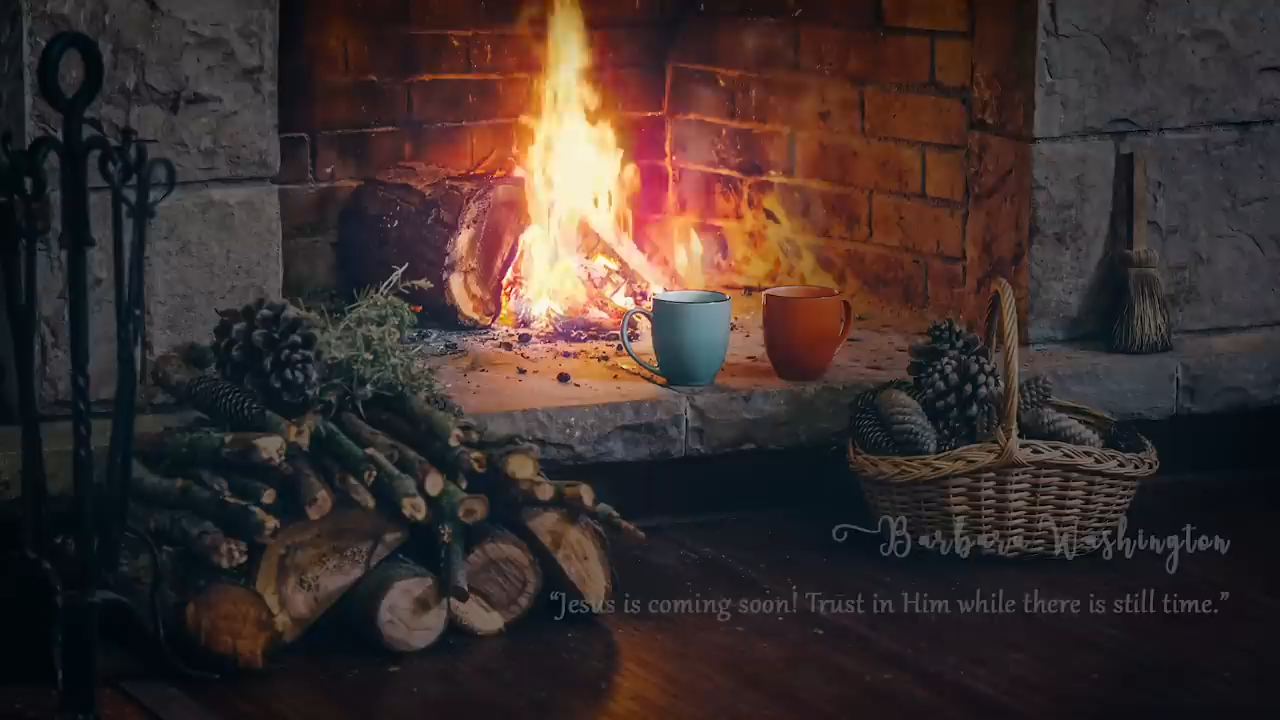 Barbara Washington
“Jesus is coming soon! Trust in Him while there is still time.”